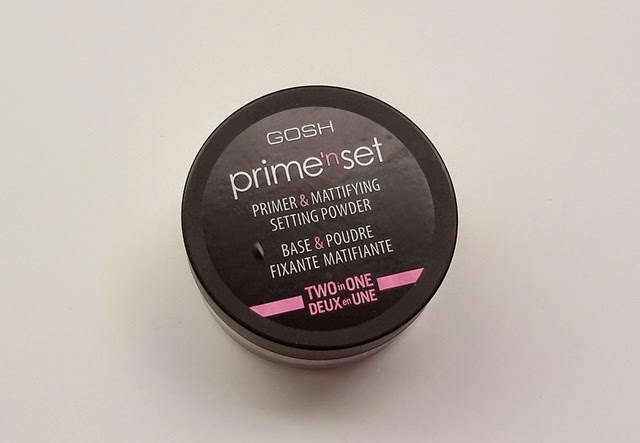 GOSH
prime'n set
PRIMER & MATTIFYING
SETTING POWDER
BASE & POUDRE
FIXANTE MATIFIANTE
TWO in ONE
DEUX en UNE